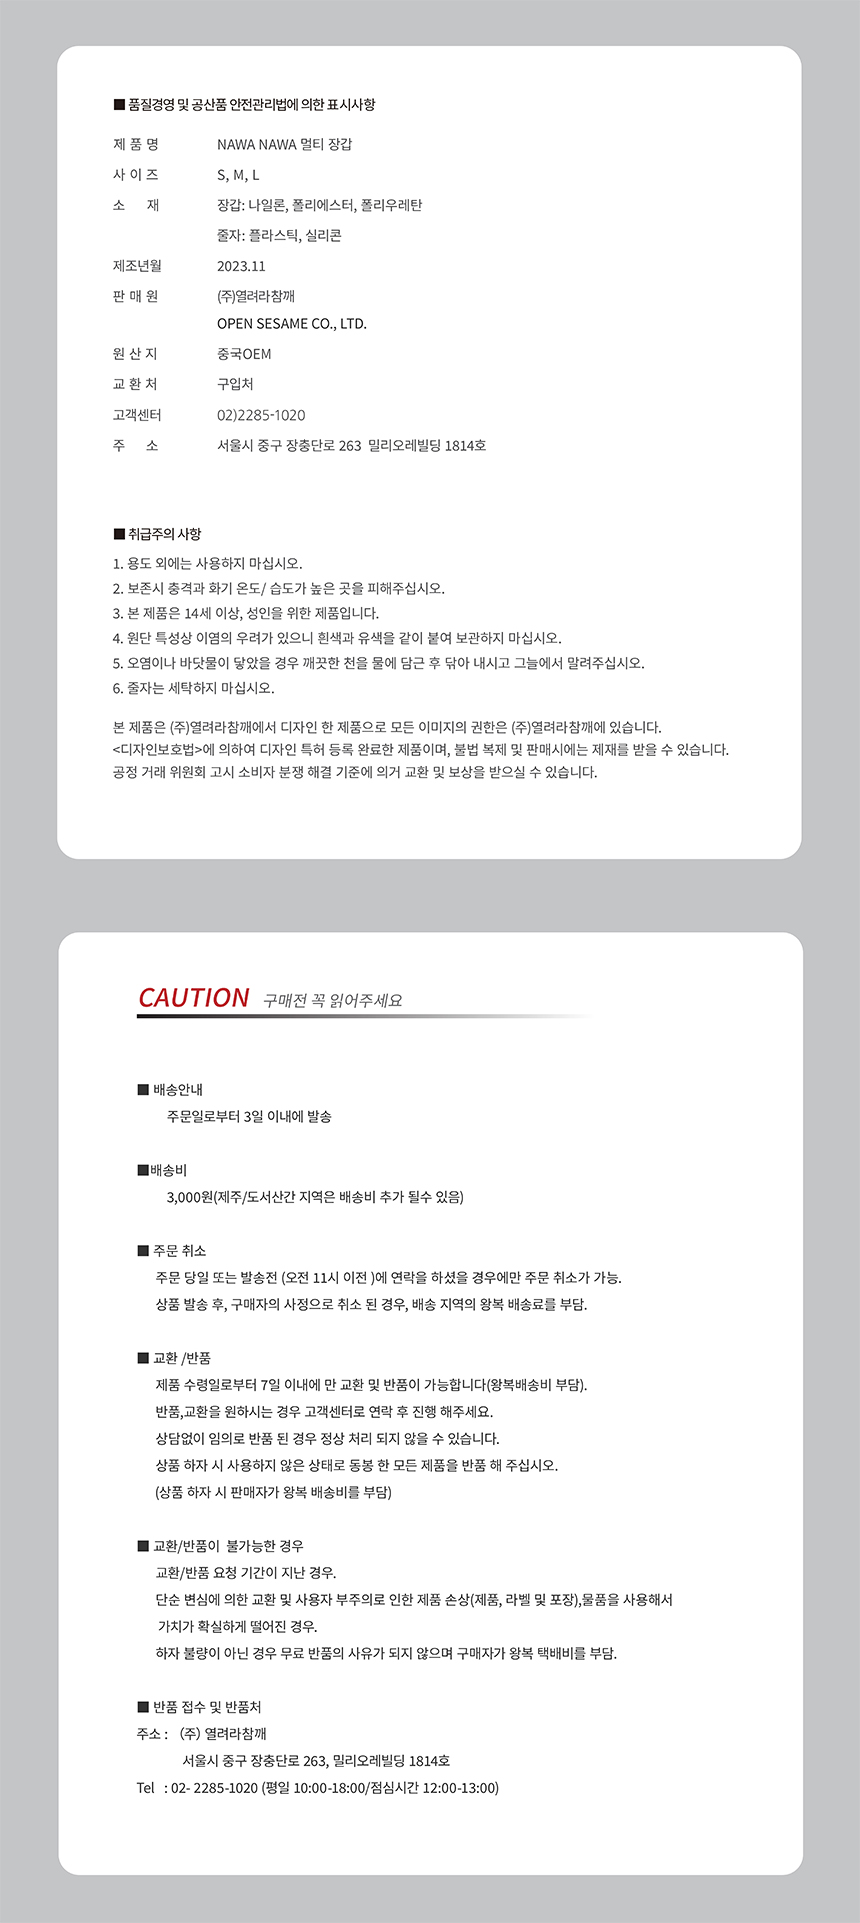 ■ 품질경영 및 공산품 안전관리법에 의한 표시사항
제 품 명 NAWA NAWA 멀티 장갑
사 이 즈 S, M, L
소 재 장갑: 나일론, 폴리에스터, 폴리우레탄
줄자: 플라스틱, 실리콘
제조년월 2023.11
판 매 원 (주)열려라참깨
OPEN SESAME CO., LTD.
원 산 지 중국OEM
교 환 처 구입처
고객센터 02)2285-1020
주 소 서울시 중구 장충단로 263 밀리오레빌딩 1814호
■ 취급주의 사항
1. 용도 외에는 사용하지 마십시오.
2. 보존시 충격과 화기 온도/ 습도가 높은 곳을 피해주십시오.
3. 본 제품은 14세 이상, 성인을 위한 제품입니다.
4. 원단 특성상 이염의 우려가 있으니 흰색과 유색을 같이 붙여 보관하지 마십시오.
5. 오염이나 바닷물이 닿았을 경우 깨끗한 천을 물에 담근 후 닦아 내시고 그늘에서 말려주십시오.
6. 줄자는 세탁하지 마십시오.
본 제품은 (주)열려라참깨에서 디자인 한 제품으로 모든 이미지의 권한은 (주)열려라참깨에 있습니다.
<디자인보호법>에 의하여 디자인 특허 등록 완료한 제품이며, 불법 복제 및 판매시에는 제재를 받을 수 있습니다.
공정 거래 위원회 고시 소비자 분쟁 해결 기준에 의거 교환 및 보상을 받으실 수 있습니다.
CAUTION 구매전 꼭 읽어주세요
■ 배송안내
주문일로부터 3일 이내에 발송
■배송비
3,000원(제주/도서산간 지역은 배송비 추가 될수 있음)
■ 주문 취소
주문 당일 또는 발송전 (오전 11시 이전 )에 연락을 하셨을 경우에만 주문 취소가 가능.
상품 발송 후, 구매자의 사정으로 취소 된 경우, 배송 지역의 왕복 배송료를 부담.
■ 교환 /반품
제품 수령일로부터 7일 이내에 만 교환 및 반품이 가능합니다(왕복배송비 부담).
반품,교환을 원하시는 경우 고객센터로 연락 후 진행 해주세요.
상담없이 임의로 반품 된 경우 정상 처리 되지 않을 수 있습니다.
상품 하자 시 사용하지 않은 상태로 동봉 한 모든 제품을 반품 해 주십시오.
(상품 하자 시 판매자가 왕복 배송비를 부담)
■ 교환/반품이 불가능한 경우
교환/반품 요청 기간이 지난 경우.
단순 변심에 의한 교환 및 사용자 부주의로 인한 제품 손상(제품, 라벨 및 포장),물품을 사용해서
가치가 확실하게 떨어진 경우.
하자 불량이 아닌 경우 무료 반품의 사유가 되지 않으며 구매자가 왕복 택배비를 부담.
■ 반품 접수 및 반품처
주소 : (주) 열려라참깨
서울시 중구 장충단로 263, 밀리오레빌딩 1814호
Tel : 02- 2285-1020 (평일 10:00-18:00/점심시간 12:00-13:00)